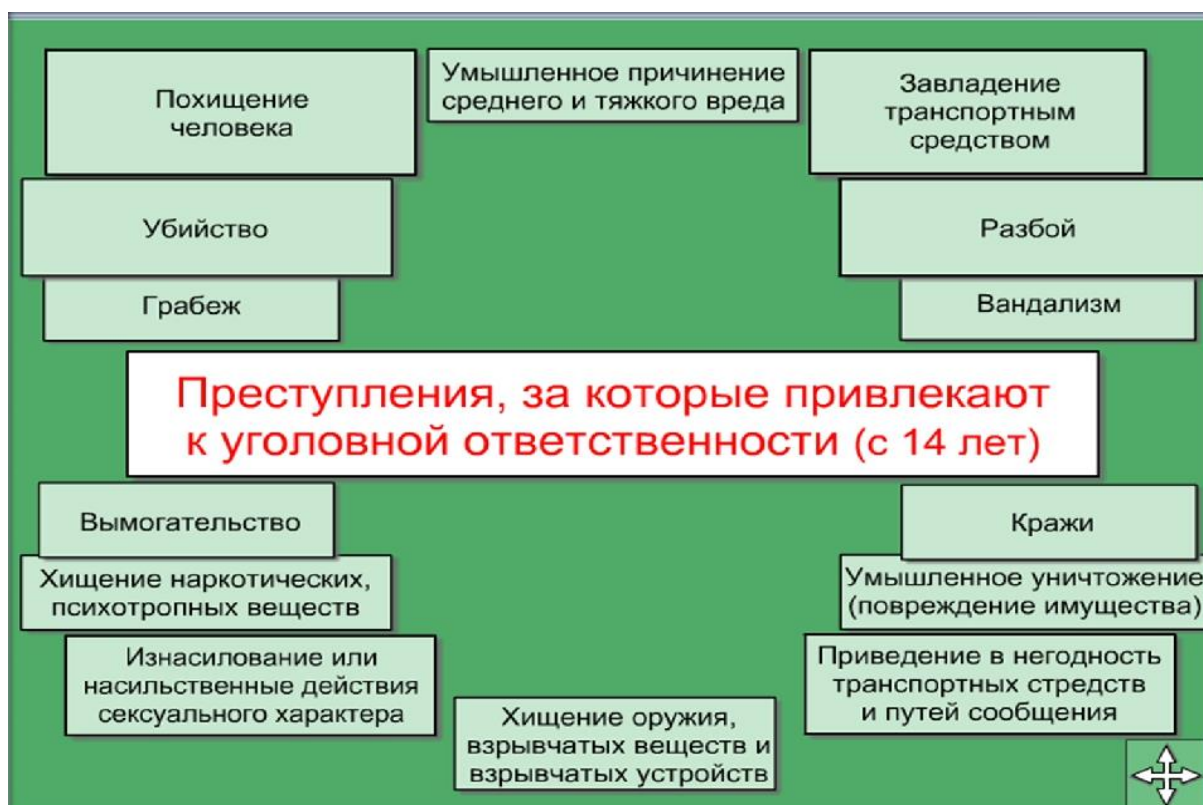 Похищение
человека
Умышленное причинение
среднего и тяжкого вреда
Завладение
транспортным
средством
Убийство
Разбой
Грабеж
Вандализм
Преступления, за которые привлекают
к уголовной ответственности (с 14 лет)
Вымогательство
Кражи
Хищение наркотических,
психотропных веществ
Умышленное уничтожение
(повреждение имущества)
Изнасилование или
насильственные действия
сексуального характера
Приведение в негодность
транспортных стредств
и путей сообщения
Хищение оружия,
взрывчатых веществ и
взрывчатых устройств